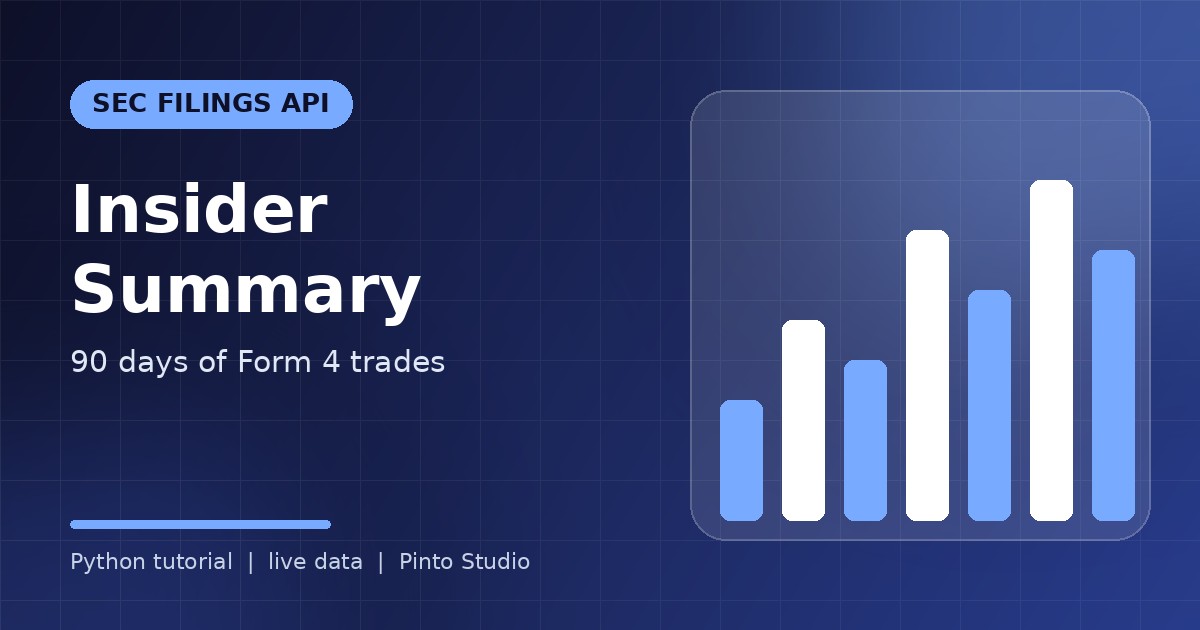 SEC FILINGS API
Insider
Summary
90 days of Form 4 trades
Python tutorial | live data | Pinto Studio